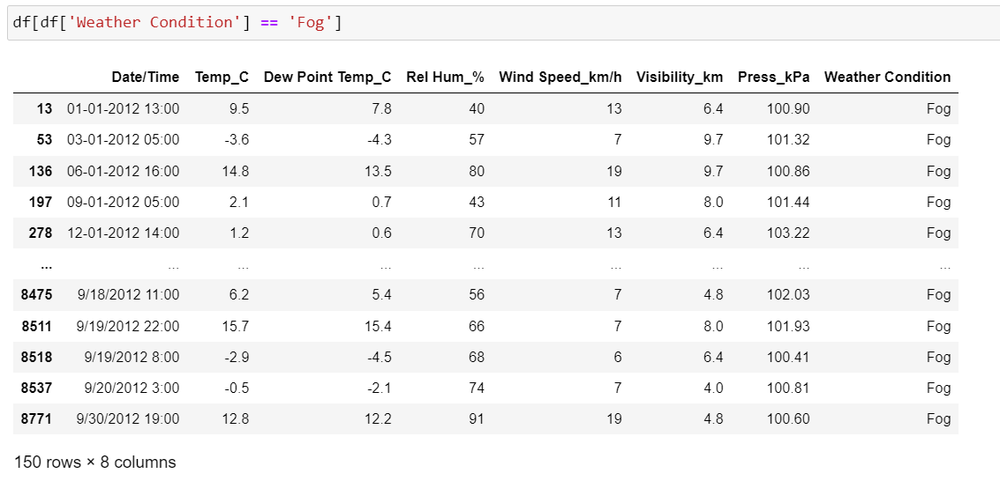 df[df['Weather Condition'] == 'Fog']
Date/Time Temp_C Dew Point Temp_C Rel Hum_% Wind Speed_km/h Visibility_km Press_kPa Weather Condition
13 01-01-2012 13:00 9.5 7.8 40 13 6.4 100.90 Fog
53 03-01-2012 05:00 -3.6 -4.3 57 7 9.7 101.32 Fog
136 06-01-2012 16:00 14.8 13.5 80 19 9.7 100.86 Fog
197 09-01-2012 05:00 2.1 0.7 43 11 8.0 101.44 Fog
278 12-01-2012 14:00 1.2 0.6 70 13 6.4 103.22 Fog
... ... ... ... ... ... ... ... ...
8475 9/18/2012 11:00 6.2 5.4 56 7 4.8 102.03 Fog
8511 9/19/2012 22:00 15.7 15.4 66 7 8.0 101.93 Fog
8518 9/19/2012 8:00 -2.9 -4.5 68 6 6.4 100.41 Fog
8537 9/20/2012 3:00 -0.5 -2.1 74 7 4.0 100.81 Fog
8771 9/30/2012 19:00 12.8 12.2 91 19 4.8 100.60 Fog
150 rows × 8 columns